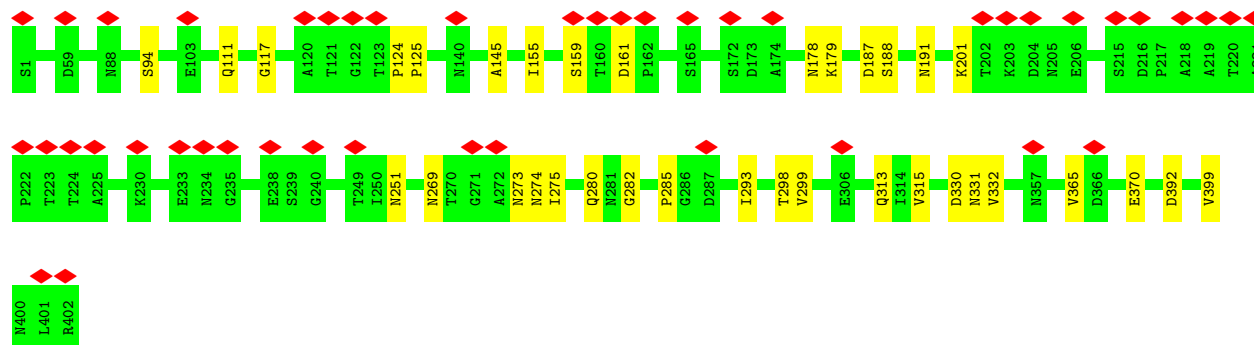 S1 D59 N88 S94 E103 Q111 G117 A120 T121 G122 T123 P124 P125 N140 A145 I155 S159 T160 D161 P162 S165 S172 D173 A174 N178 K179 D187 S188 N191 K201 T202 K203 D204 N205 E206 S215 D216 P217 A218 A219 T220
P222 T223 T224 A225 K230 E233 N234 G235 E238 S239 G240 T249 I250 N251 N269 T270 G271 A272 N273 N274 I275 Q280 N281 G282 P285 G286 D287 I293 T298 V299 E306 Q313 I314 V315 D330 N331 V332 N357 V365 D366 E370 D392 V399
N400 L401 R402